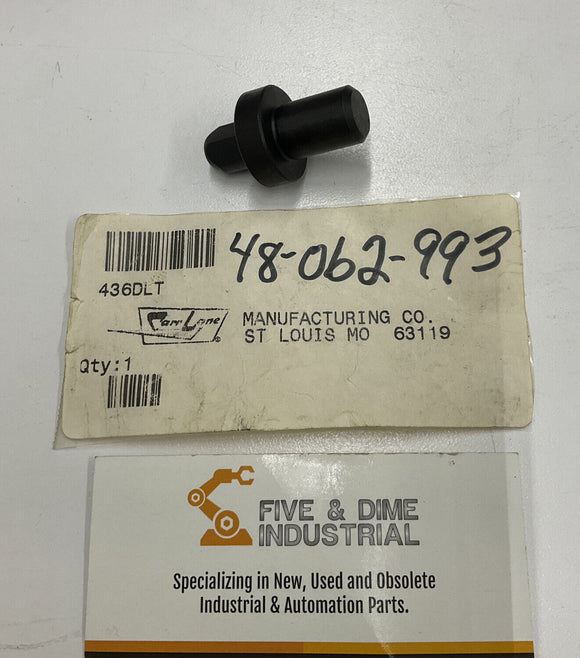 48-062-993
436DLT
Carr Lane
MANUFACTURING CO.
ST LOUIS MO 63119
Qty:1
FIVE & DIME
INDUSTRIAL
Specializing in New, Used and Obsolete
Industrial & Automation Parts.